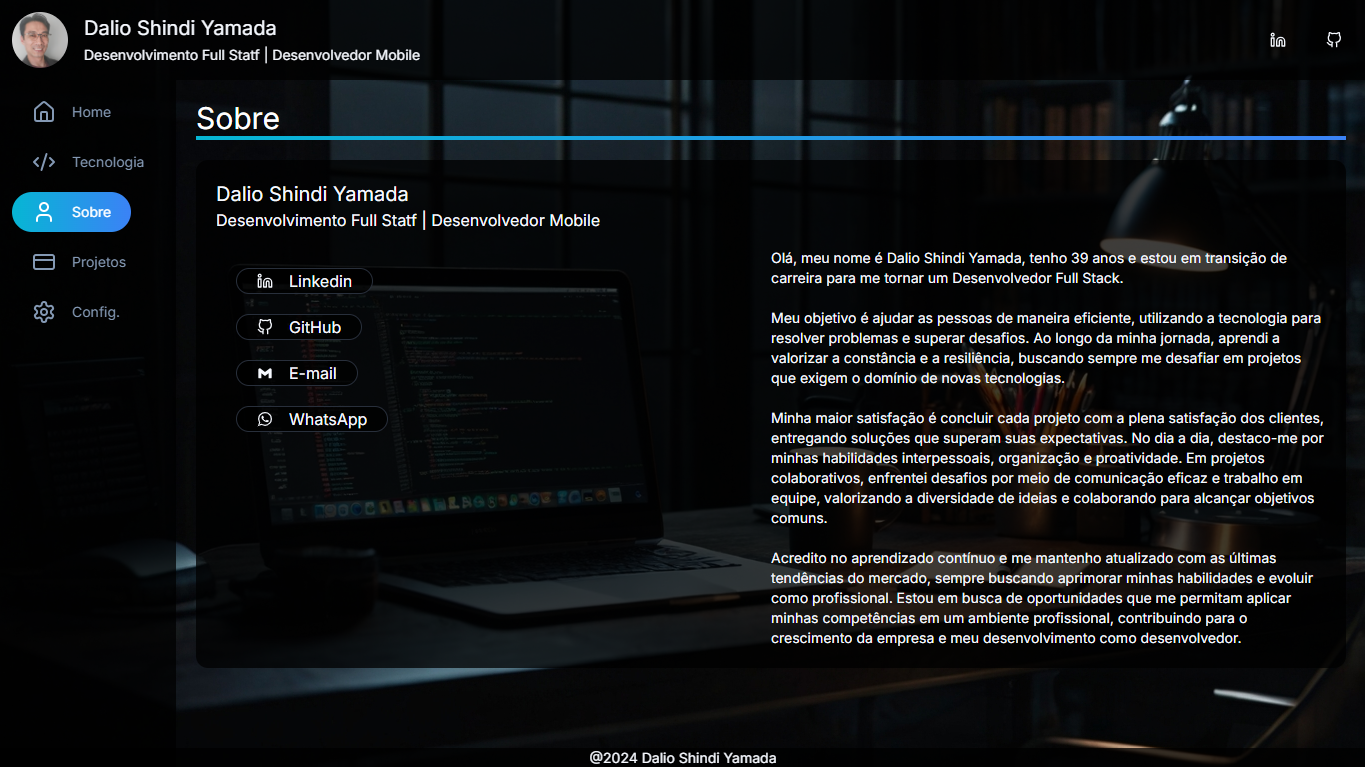 Dalio Shindi Yamada
Desenvolvimento Full Staff | Desenvolvedor Mobile
Home
Tecnologia
Sobre
Projetos
Config.
Sobre
Dalio Shindi Yamada
Desenvolvimento Full Staff | Desenvolvedor Mobile
Linkedin
GitHub
E-mail
WhatsApp
Olá, meu nome é Dalio Shindi Yamada, tenho 39 anos e estou em transição de
carreira para me tornar um Desenvolvedor Full Stack.
Meu objetivo é ajudar as pessoas de maneira eficiente, utilizando a tecnologia para
resolver problemas e superar desafios. Ao longo da minha jornada, aprendi a
valorizar a constância e a resiliência, buscando sempre me desafiar em projetos
que exigem o domínio de novas tecnologias.
Minha maior satisfação é concluir cada projeto com a plena satisfação dos clientes,
entregando soluções que superam suas expectativas. No dia a dia, destaco-me por
minhas habilidades interpessoais, organização e proatividade. Em projetos
colaborativos, enfrentei desafios por meio de comunicação eficaz e trabalho em
equipe, valorizando a diversidade de ideias e colaborando para alcançar objetivos
comuns.
Acredito no aprendizado contínuo e me mantenho atualizado com as últimas
tendências do mercado, sempre buscando aprimorar minhas habilidades e evoluir
como profissional. Estou em busca de oportunidades que me permitam aplicar
minhas competências em um ambiente profissional, contribuindo para o
crescimento da empresa e meu desenvolvimento como desenvolvedor.
@2024 Dalio Shindi Yamada